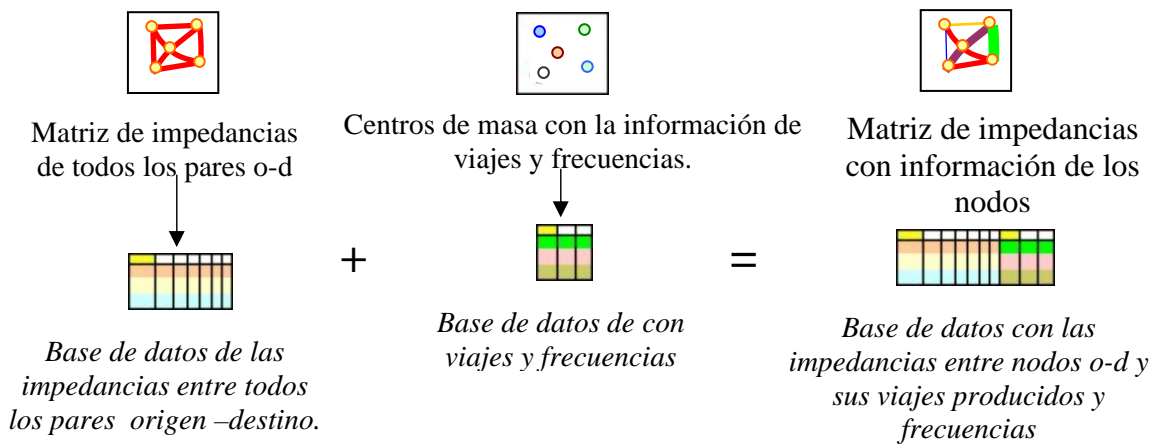 Matriz de impedancias
de todos los pares o-d
Centros de masa con la información de
viajes y frecuencias.
Matriz de impedancias
con información de los
nodos
+
=
Base de datos de las
impedancias entre todos
los pares origen –destino.
Base de datos de con
viajes y frecuencias
Base de datos con las
impedancias entre nodos o-d y
sus viajes producidos y
frecuencias